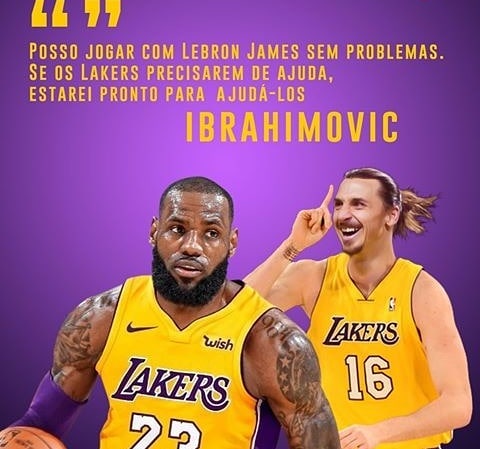 “ ”
POSSO JOGAR COM LEBRON JAMES SEM PROBLEMAS.
SE OS LAKERS PRECISAREM DE AJUDA,
ESTAREI PRONTO PARA AJUDÁ-LOS
IBRAHIMOVIC
wish
LAKERS
23
LAKERS
16